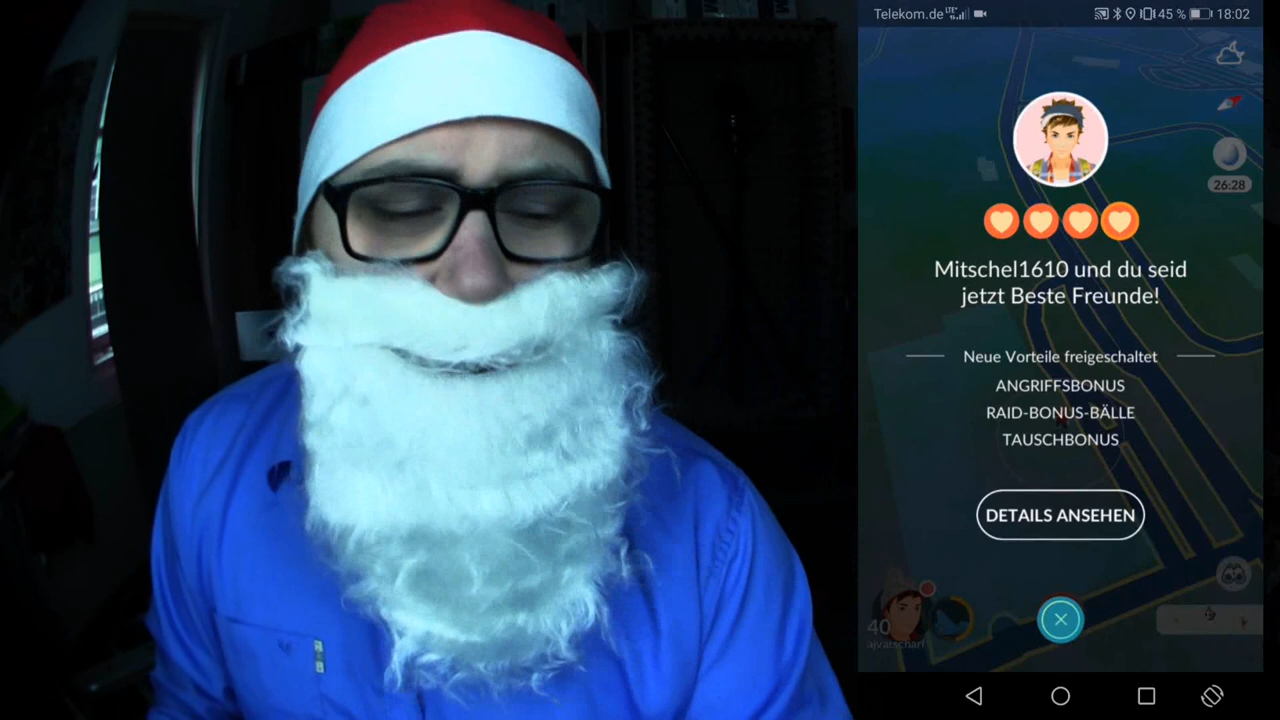 Telekom.de LTE 45 % 18:02
26:28
Mitschel1610 und du seid
jetzt Beste Freunde!
Neue Vorteile freigeschaltet
ANGRIFFSBONUS
RAID-BONUS-BÄLLE
TAUSCHBONUS
DETAILS ANSEHEN
40